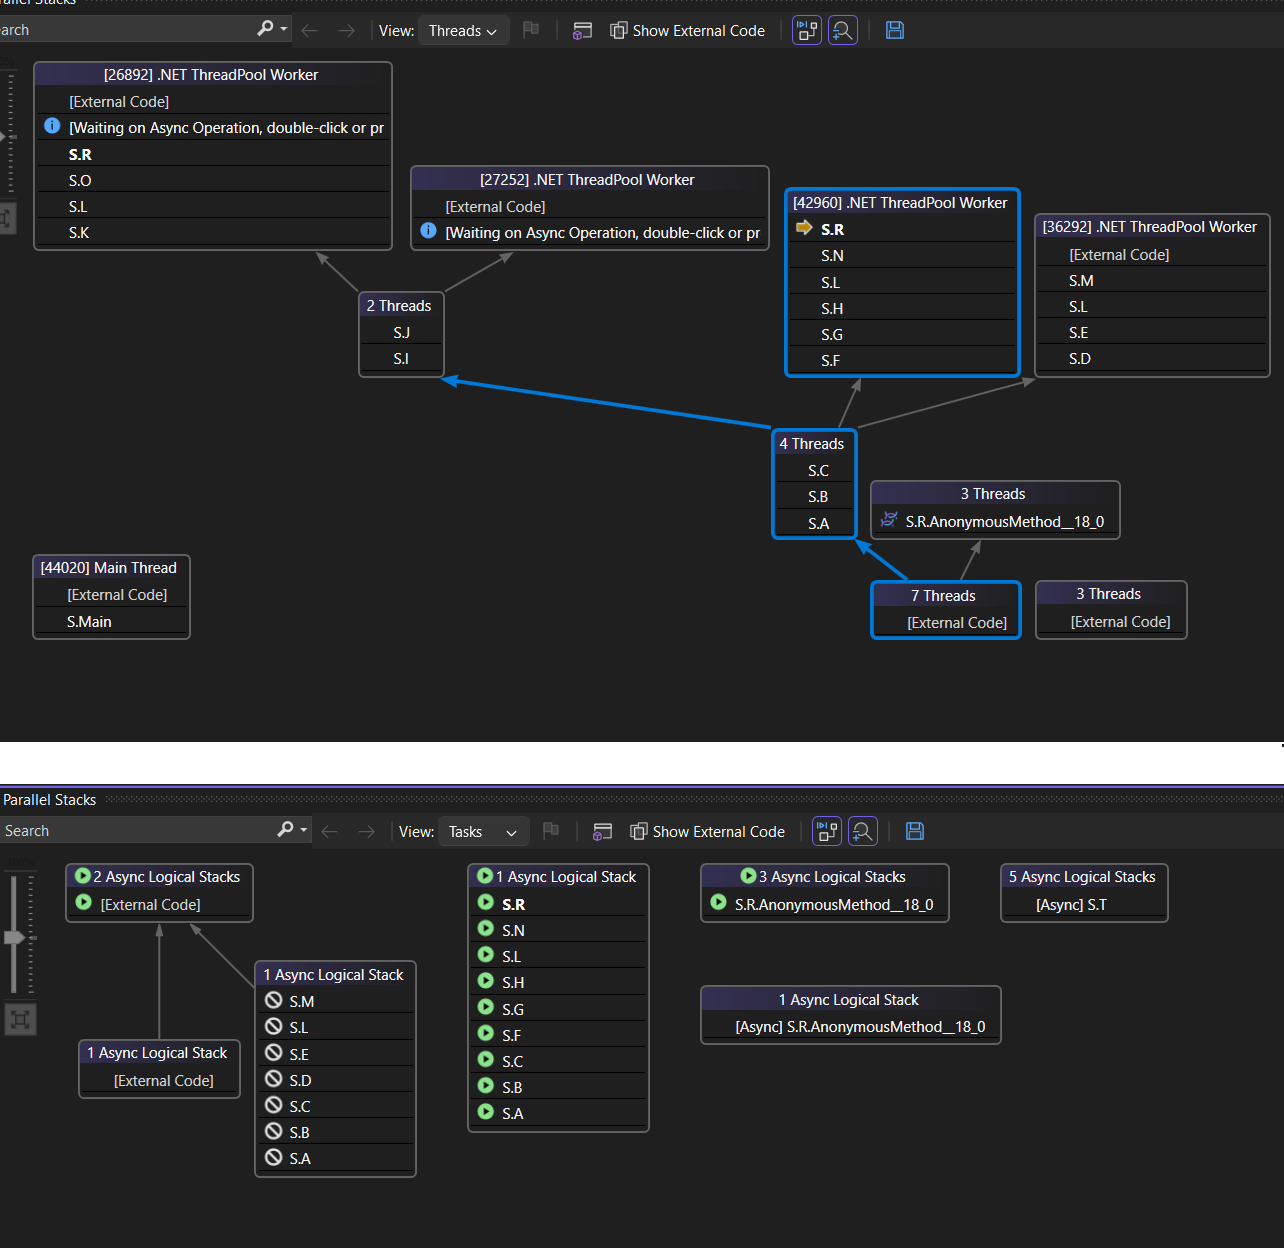 Parallel Stacks
earch
View: Threads
Show External Code
[26892] .NET ThreadPool Worker
[External Code]
[Waiting on Async Operation, double-click or pr
S.R
S.O
S.L
S.K
[27252] .NET ThreadPool Worker
[External Code]
[Waiting on Async Operation, double-click or pr
[42960] .NET ThreadPool Worker
S.R
S.N
S.L
S.H
S.G
S.F
[36292] .NET ThreadPool Worker
[External Code]
S.M
S.L
S.E
S.D
2 Threads
S.J
S.I
4 Threads
S.C
S.B
S.A
3 Threads
S.R.AnonymousMethod__18_0
[44020] Main Thread
[External Code]
S.Main
7 Threads
[External Code]
3 Threads
[External Code]
Parallel Stacks
Search
View: Tasks
Show External Code
2 Async Logical Stacks
[External Code]
1 Async Logical Stack
[External Code]
1 Async Logical Stack
S.M
S.L
S.E
S.D
S.C
S.B
S.A
1 Async Logical Stack
S.R
S.N
S.L
S.H
S.G
S.F
S.C
S.B
S.A
3 Async Logical Stacks
S.R.AnonymousMethod__18_0
1 Async Logical Stack
[Async] S.R.AnonymousMethod__18_0
5 Async Logical Stacks
[Async] S.T